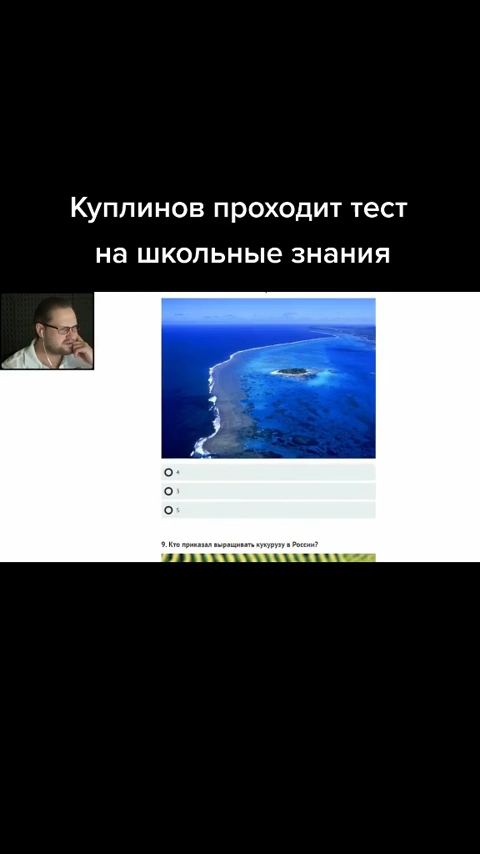 Куплинов проходит тест
на школьные знания
4
3
5
9. Кто приказал выращивать кукурузу в России?